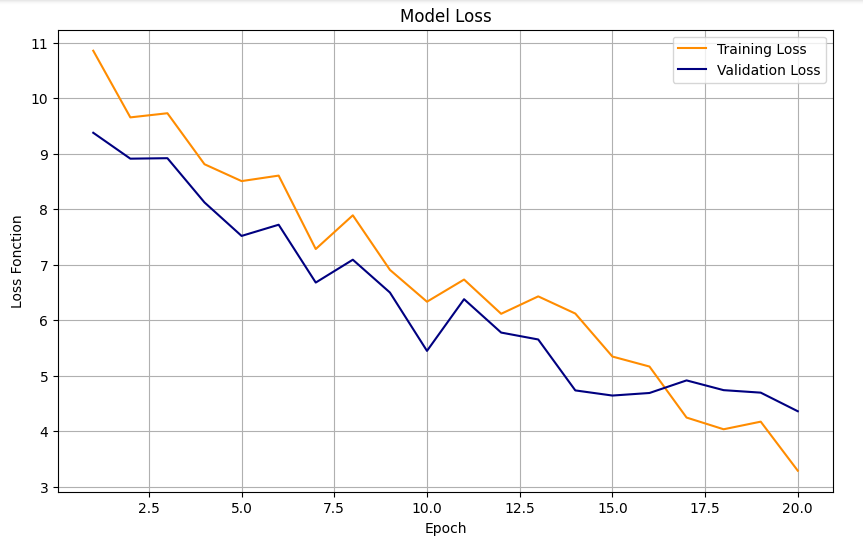 Model Loss
Training Loss
Validation Loss
11
10
9
8
7
6
5
4
3
Loss Fonction
2.5 5.0 7.5 10.0 12.5 15.0 17.5 20.0
Epoch